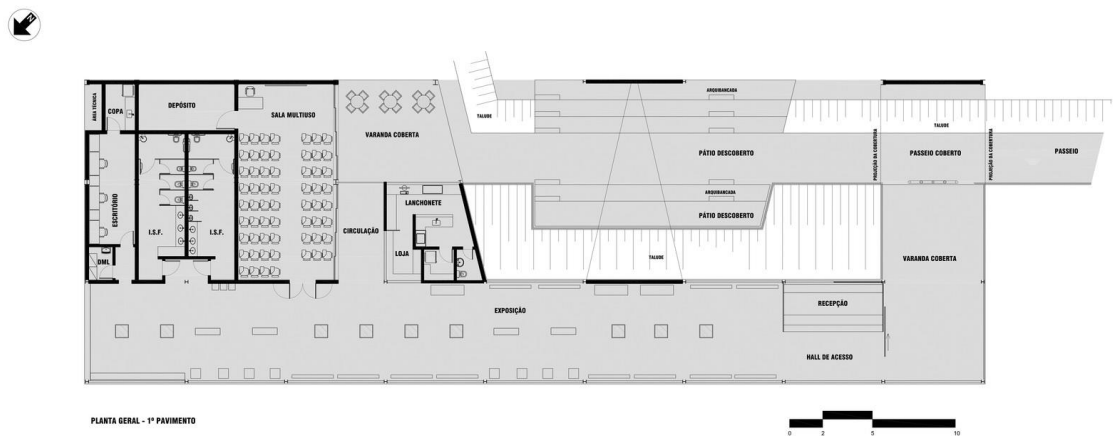 N
ÁREA TÉCNICA
COPA
DEPÓSITO
SALA MULTIUSO
VARANDA COBERTA
TALUDE
ARQUIBANCADA
PÁTIO DESCOBERTO
PROJEÇÃO DA COBERTURA
TALUDE
PASSEIO COBERTO
PROJEÇÃO DA COBERTURA
PASSEIO
ESCRITÓRIO
I.S.F.
I.S.F.
CIRCULAÇÃO
LANCHONETE
LOJA
ARQUIBANCADA
PÁTIO DESCOBERTO
TALUDE
VARANDA COBERTA
DML
EXPOSIÇÃO
RECEPÇÃO
HALL DE ACESSO
PLANTA GERAL - 1º PAVIMENTO
0 2 5 10